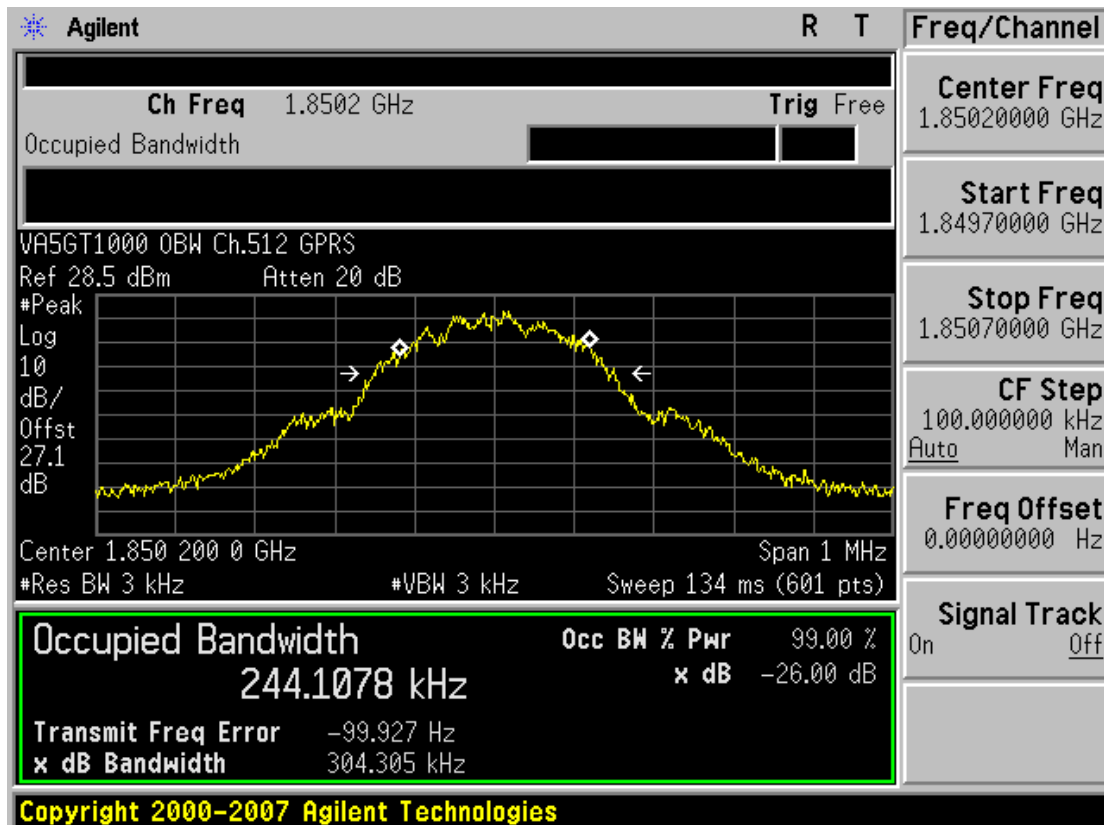 Agilent R T
Freq/Channel
Ch Freq 1.8502 GHz Trig Free
Occupied Bandwidth
Center Freq
1.85020000 GHz
Start Freq
1.84970000 GHz
Stop Freq
1.85070000 GHz
CF Step
100.000000 kHz
Auto Man
Freq Offset
0.00000000 Hz
Signal Track
On Off
VA5GT1000 OBW Ch.512 GPRS
Ref 28.5 dBm Atten 20 dB
#Peak
Log
10
dB/
Offst
27.1
dB
Center 1.850 200 0 GHz Span 1 MHz
#Res BW 3 kHz #VBW 3 kHz Sweep 134 ms (601 pts)
Occupied Bandwidth
244.1078 kHz
Occ BW % Pwr 99.00 %
x dB -26.00 dB
Transmit Freq Error -99.927 Hz
x dB Bandwidth 304.305 kHz
Copyright 2000-2007 Agilent Technologies